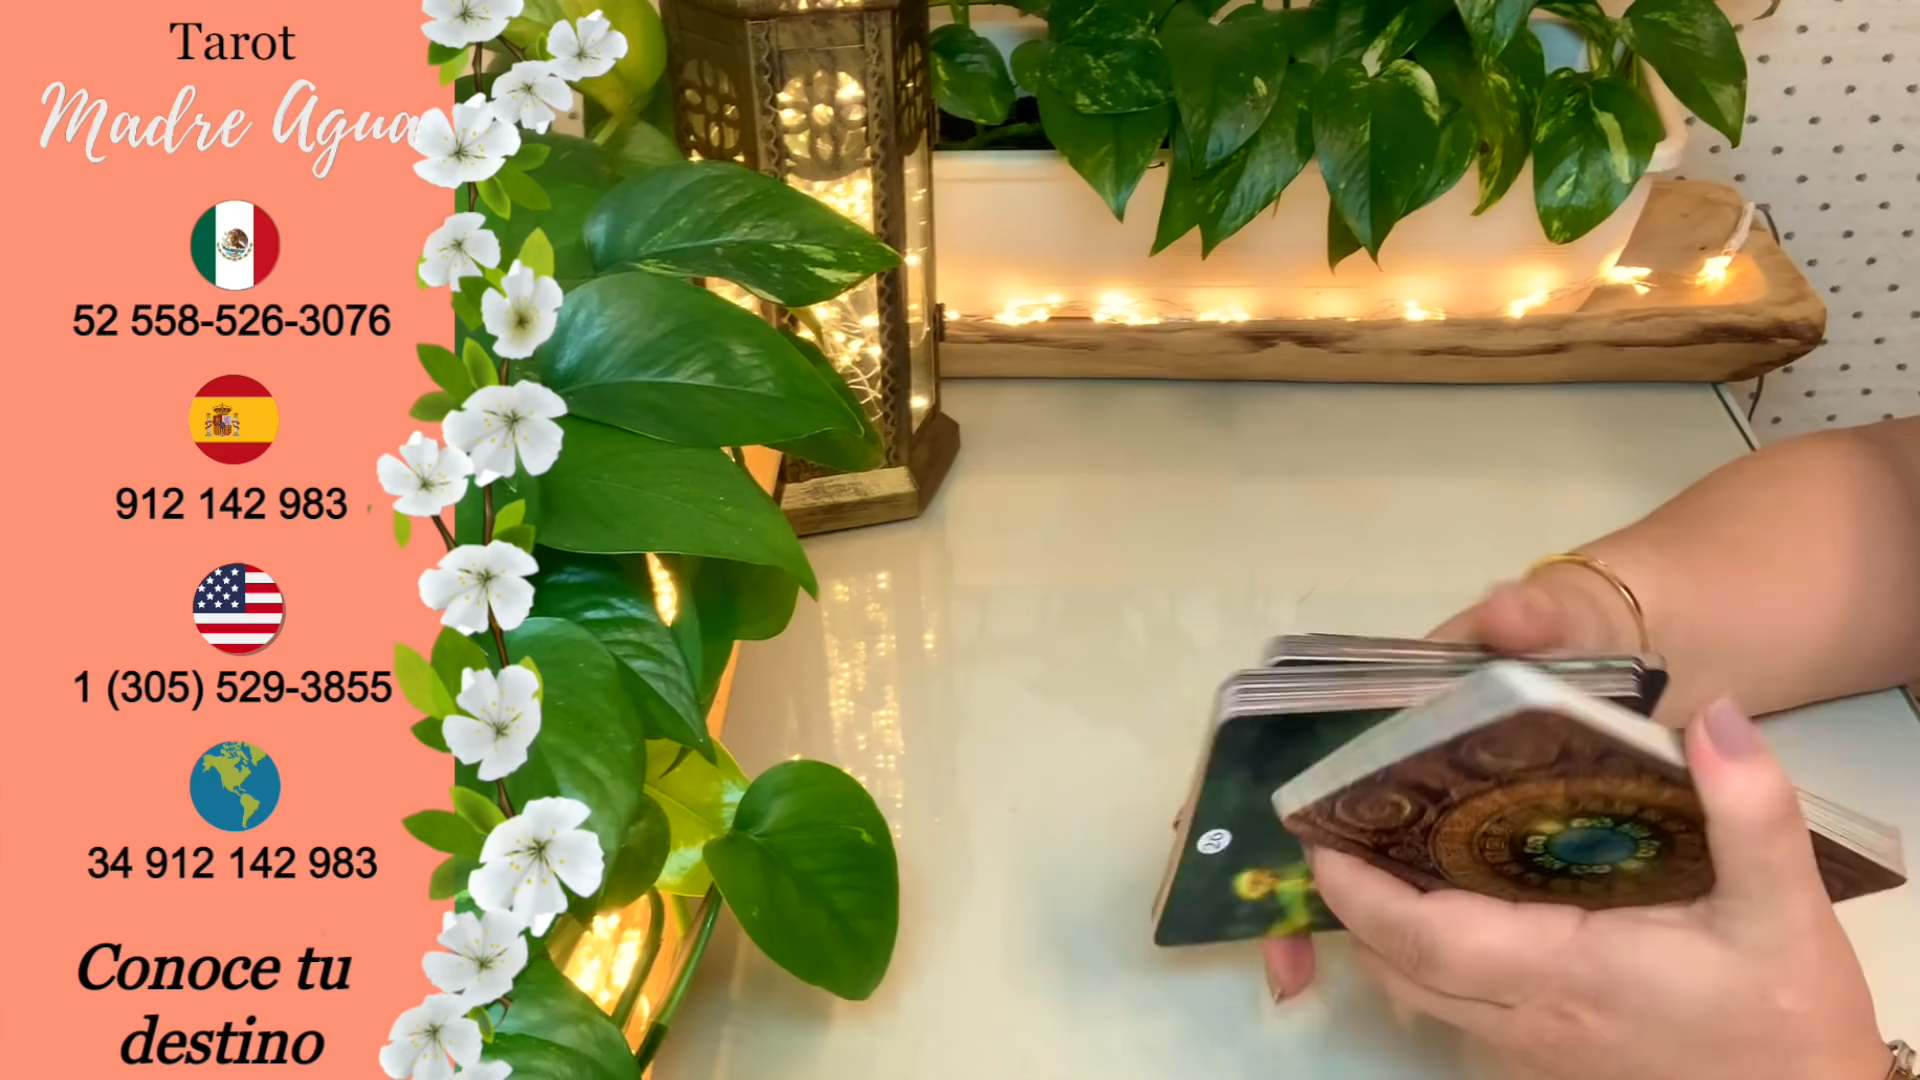 Tarot
Madre Agua
52 558-526-3076
912 142 983
1 (305) 529-3855
34 912 142 983
Conoce tu
destino
26